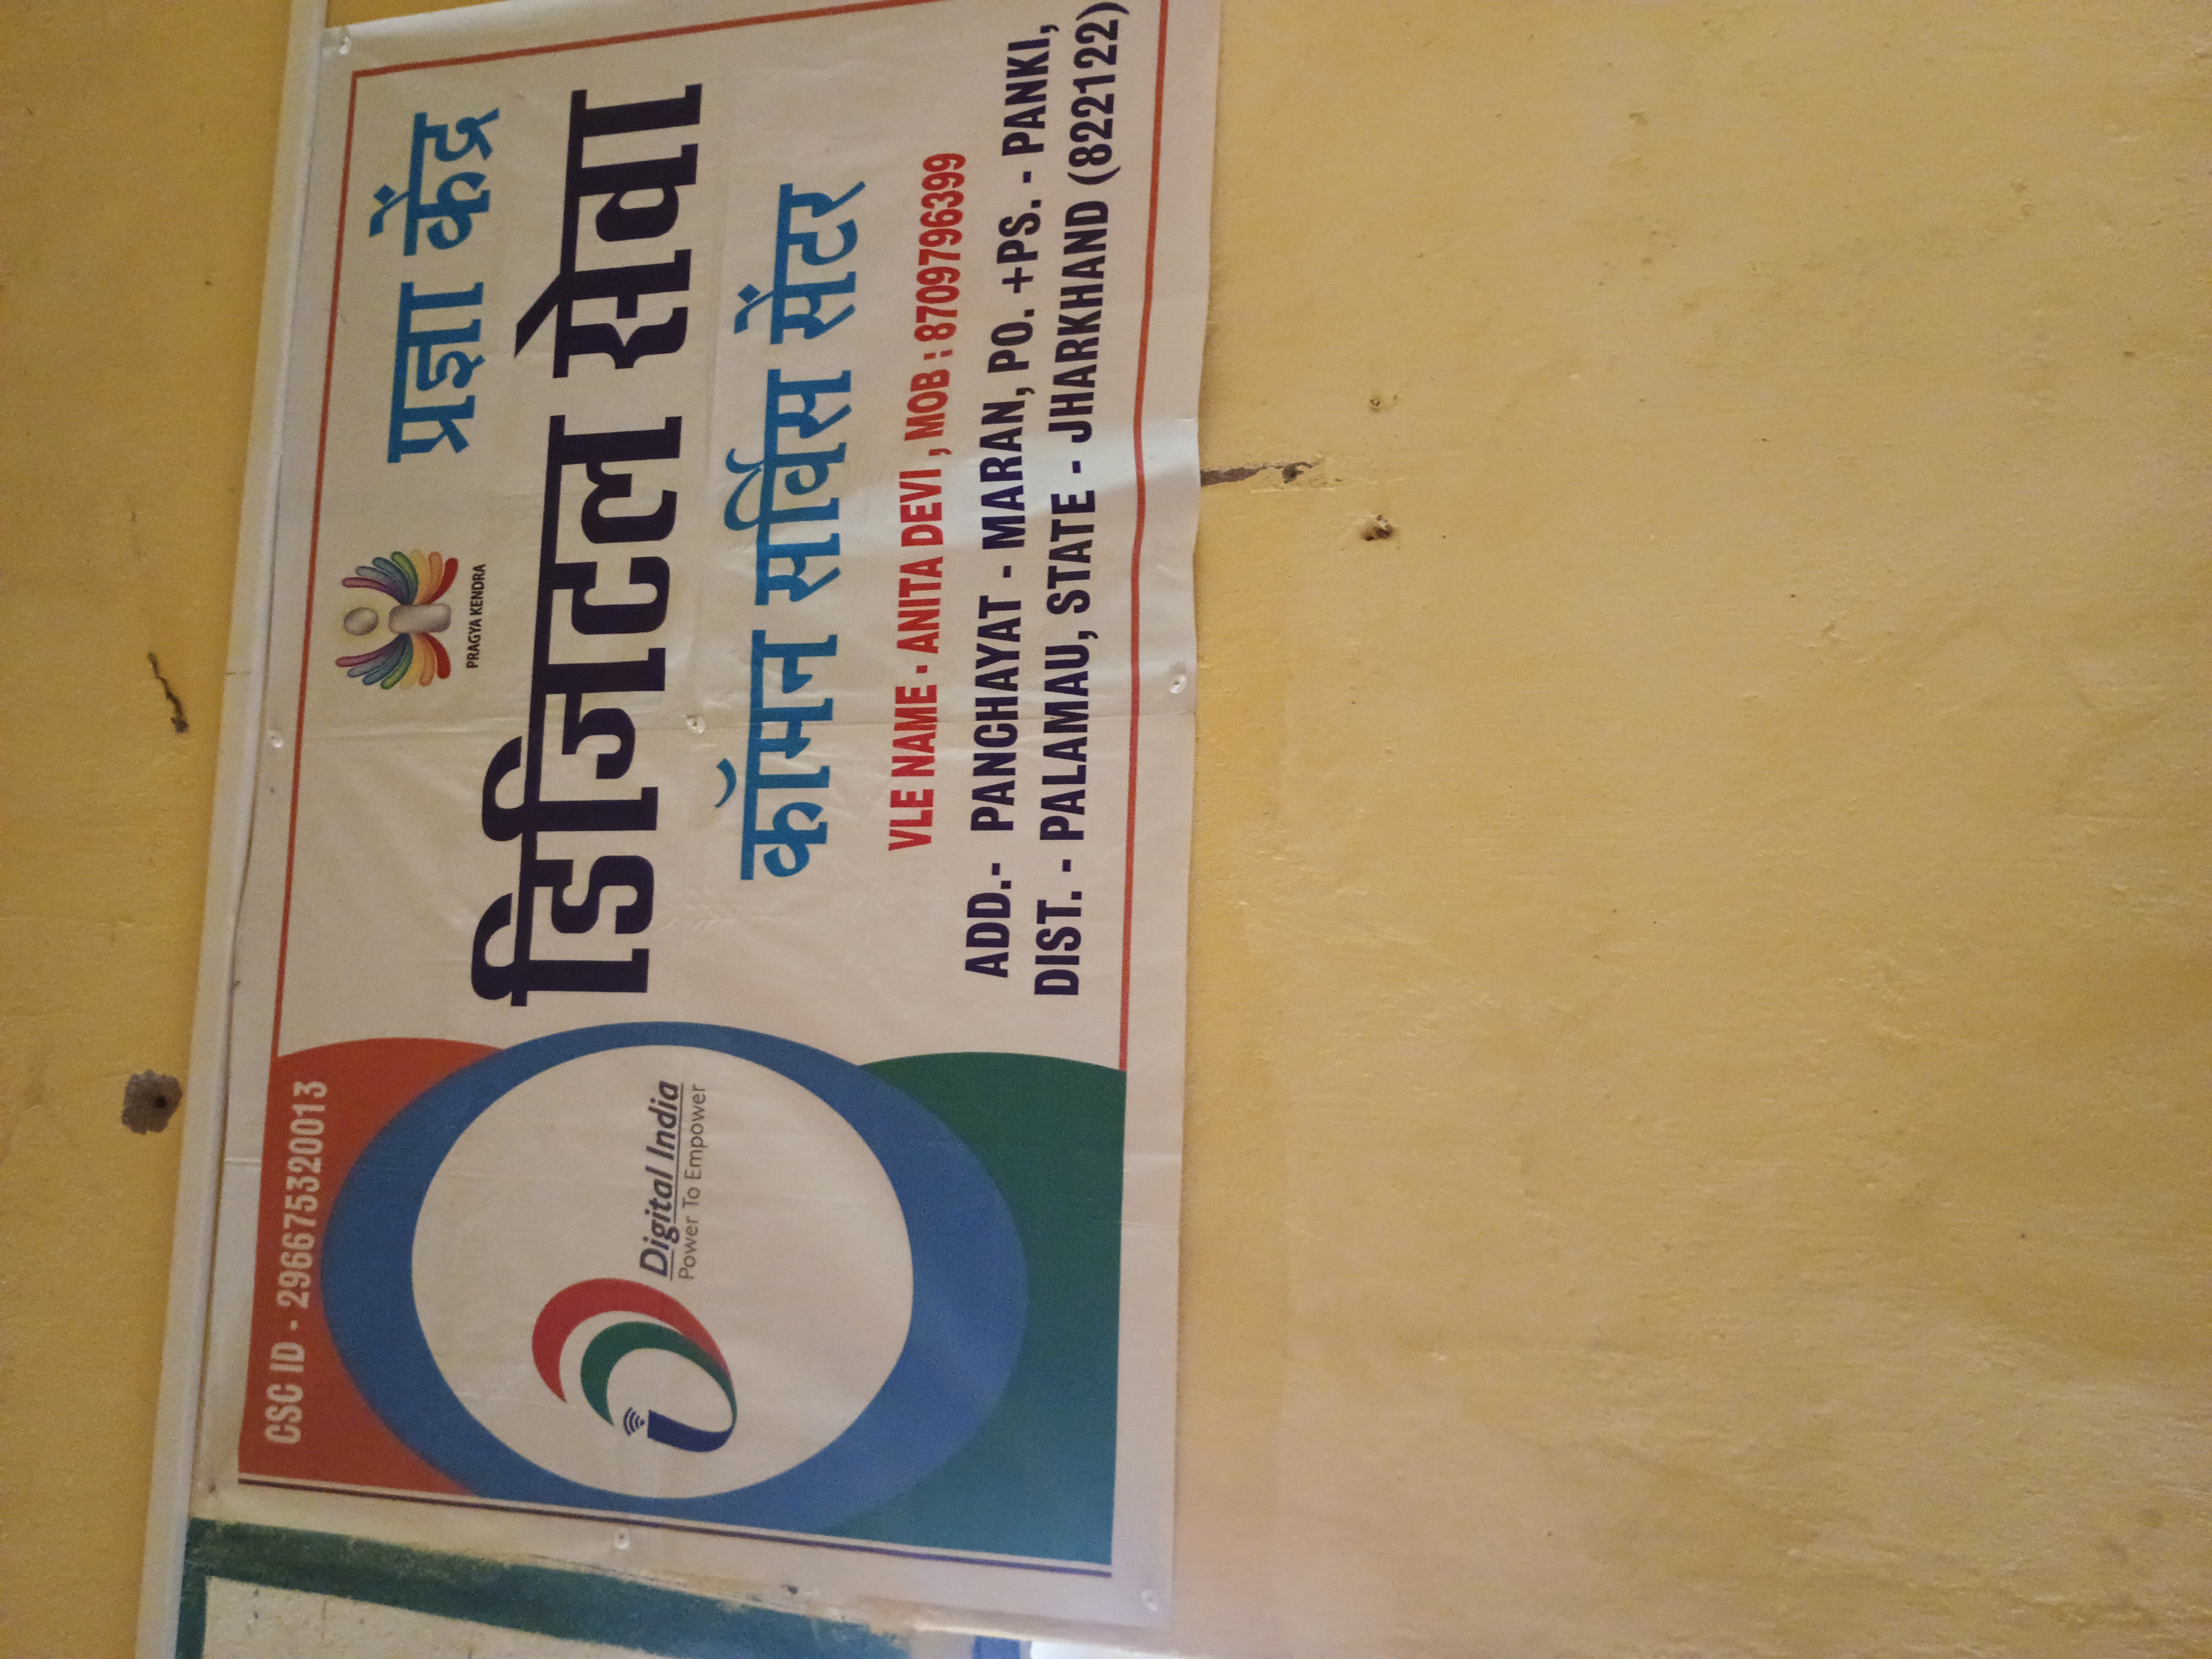 CSC ID - 296675320013
PRAGYA KENDRA
प्रज्ञा केंद्र
डिजिटल सेवा
कॉमन सर्विस सेंटर
Digital India
Power To Empower
VLE NAME - ANITA DEVI , MOB : 8709796399
ADD.- PANCHAYAT - MARAN, PO. +PS. - PANKI,
DIST. - PALAMAU, STATE - JHARKHAND (822122)